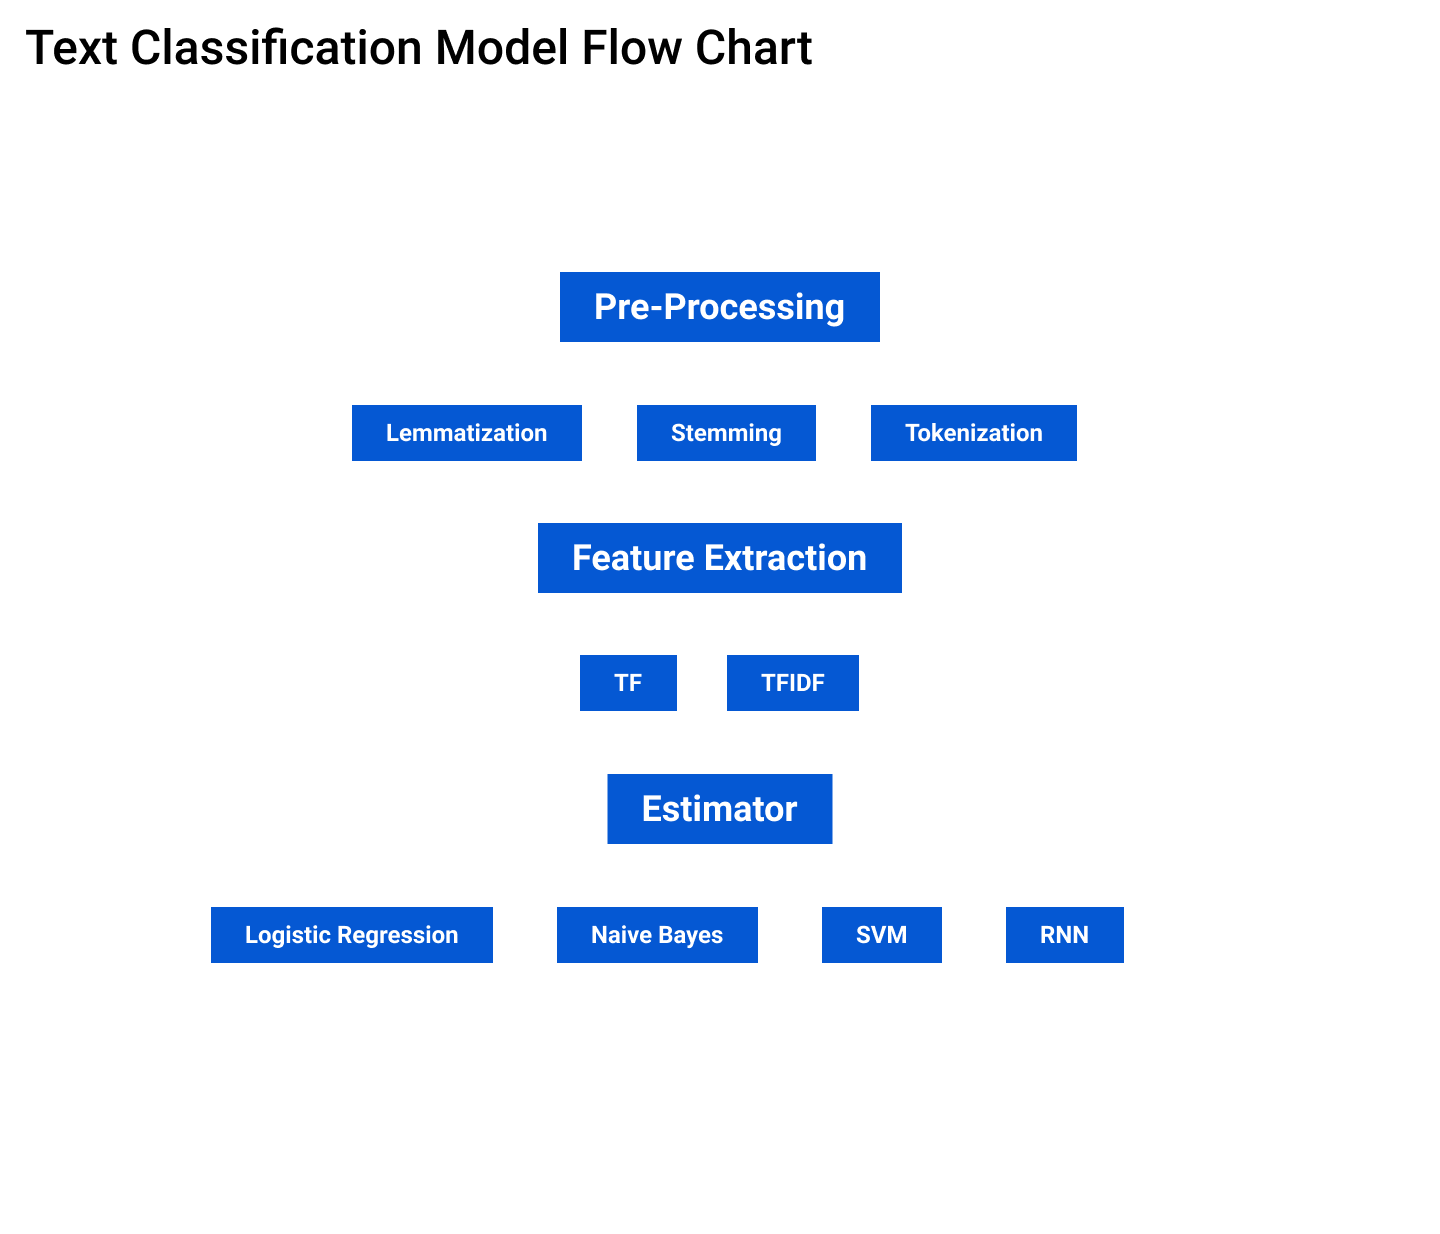 Text Classification Model Flow Chart
Pre-Processing
Lemmatization
Stemming
Tokenization
Feature Extraction
TF
TFIDF
Estimator
Logistic Regression
Naive Bayes
SVM
RNN